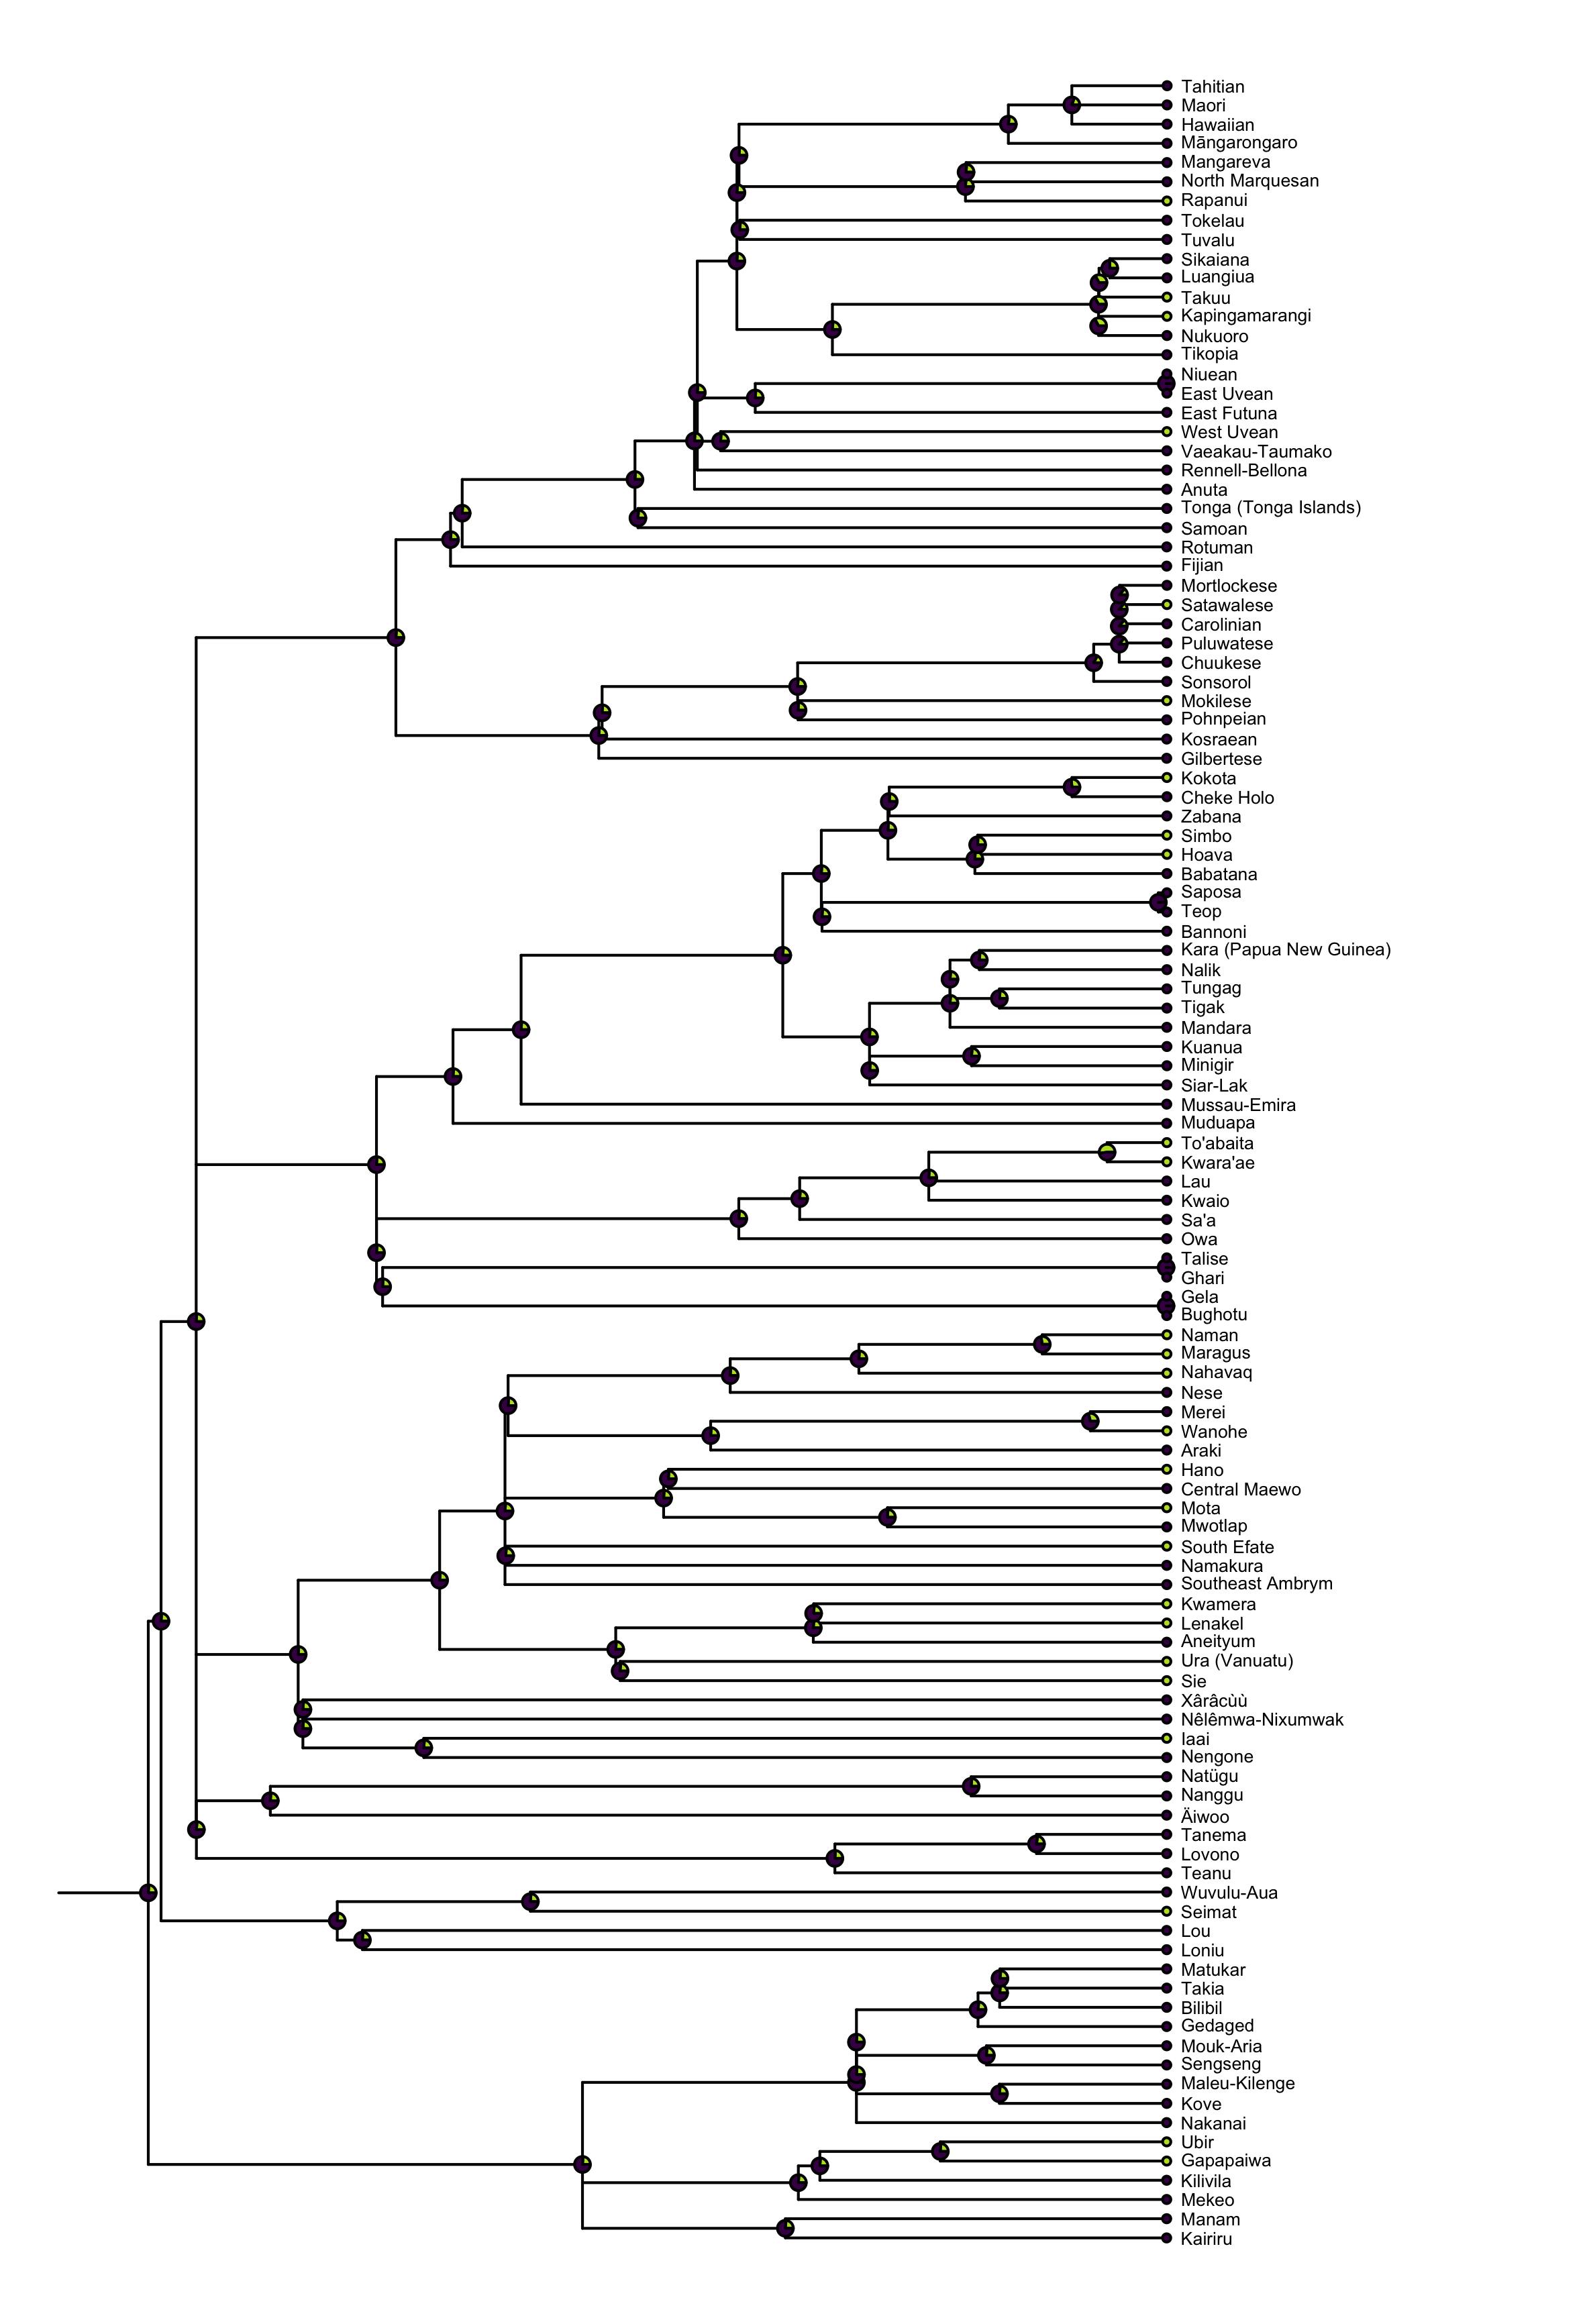 Tahitian
Maori
Hawaiian
Māngarongaro
Mangareva
North Marquesan
Rapanui
Tokelau
Tuvalu
Sikaiana
Luangiua
Takuu
Kapingamarangi
Nukuoro
Tikopia
Niuean
East Uvean
East Futuna
West Uvean
Vaeakau-Taumako
Rennell-Bellona
Anuta
Tonga (Tonga Islands)
Samoan
Rotuman
Fijian
Mortlockese
Satawalese
Carolinian
Puluwatese
Chuukese
Sonsorol
Mokilese
Pohnpeian
Kosraean
Gilbertese
Kokota
Cheke Holo
Zabana
Simbo
Hoava
Babatana
Saposa
Teop
Bannoni
Kara (Papua New Guinea)
Nalik
Tungag
Tigak
Mandara
Kuanua
Minigir
Siar-Lak
Mussau-Emira
Muduapa
To'abaita
Kwara'ae
Lau
Kwaio
Sa'a
Owa
Talise
Ghari
Gela
Bughotu
Naman
Maragus
Nahavaq
Nese
Merei
Wanohe
Araki
Hano
Central Maewo
Mota
Mwotlap
South Efate
Namakura
Southeast Ambrym
Kwamera
Lenakel
Aneityum
Ura (Vanuatu)
Sie
Xârâcùù
Nêlêmwa-Nixumwak
Iaai
Nengone
Natügu
Nanggu
Äiwoo
Tanema
Lovono
Teanu
Wuvulu-Aua
Seimat
Lou
Loniu
Matukar
Takia
Bilibil
Gedaged
Mouk-Aria
Sengseng
Maleu-Kilenge
Kove
Nakanai
Ubir
Gapapaiwa
Kilivila
Mekeo
Manam
Kairiru